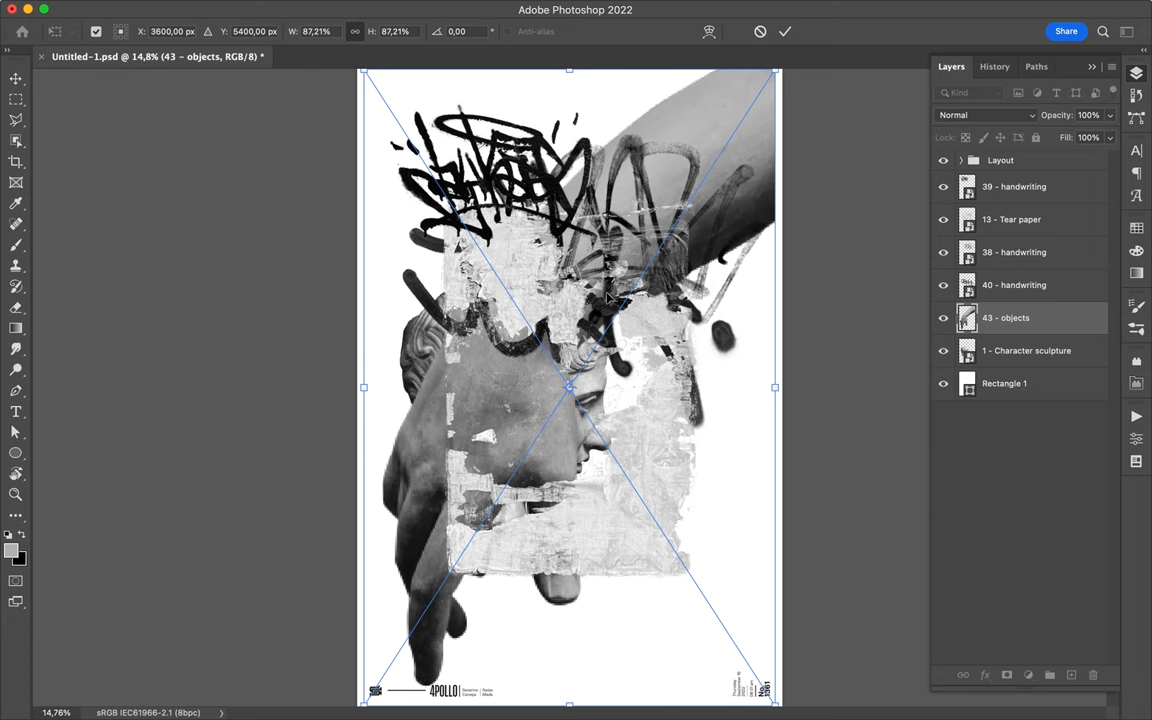 Adobe Photoshop 2022
X: 3600,00 px Y: 5400,00 px W: 87,21% H: 87,21% 0,00 ° Anti-alias Share
Untitled-1.psd @ 14,8% (43 - objects, RGB/8) *
Layers History Paths
Kind
Normal Opacity: 100%
Lock: Fill: 100%
Layout
39 - handwriting
13 - Tear paper
38 - handwriting
40 - handwriting
43 - objects
1 - Character sculpture
Rectangle 1
4POLLO
14,76% sRGB IEC61966-2.1 (8bpc)